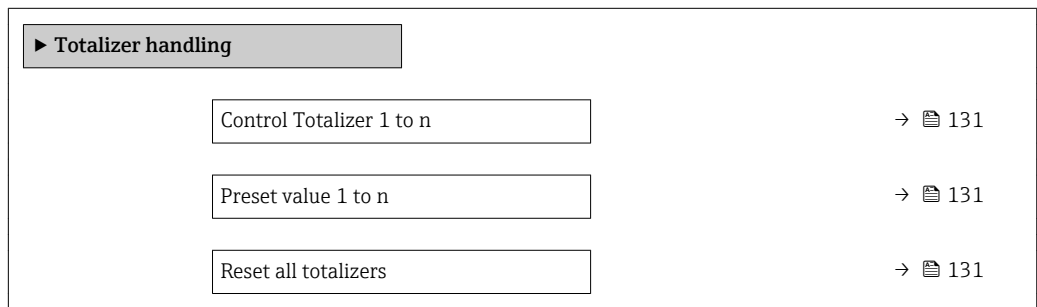 ▶ Totalizer handling
Control Totalizer 1 to n → 131
Preset value 1 to n → 131
Reset all totalizers → 131